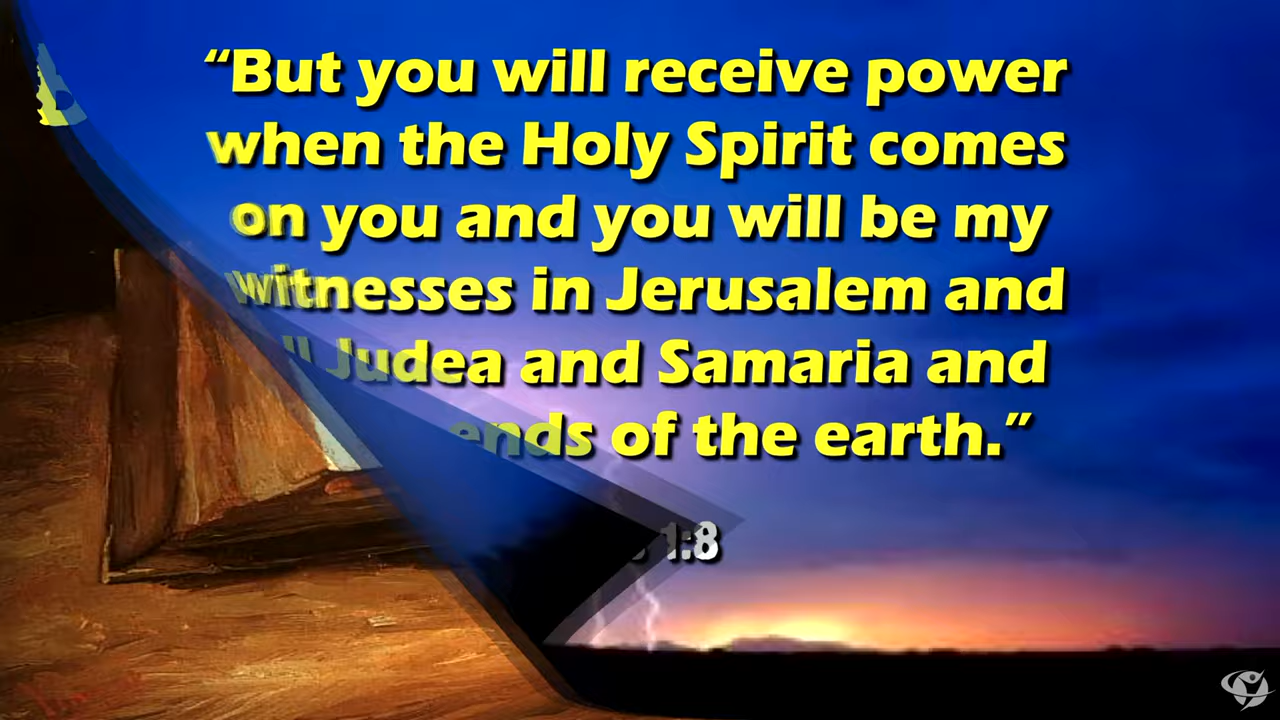 “But you will receive power
when the Holy Spirit comes
on you and you will be my
witnesses in Jerusalem and
Judea and Samaria and
ends of the earth.”
1:8